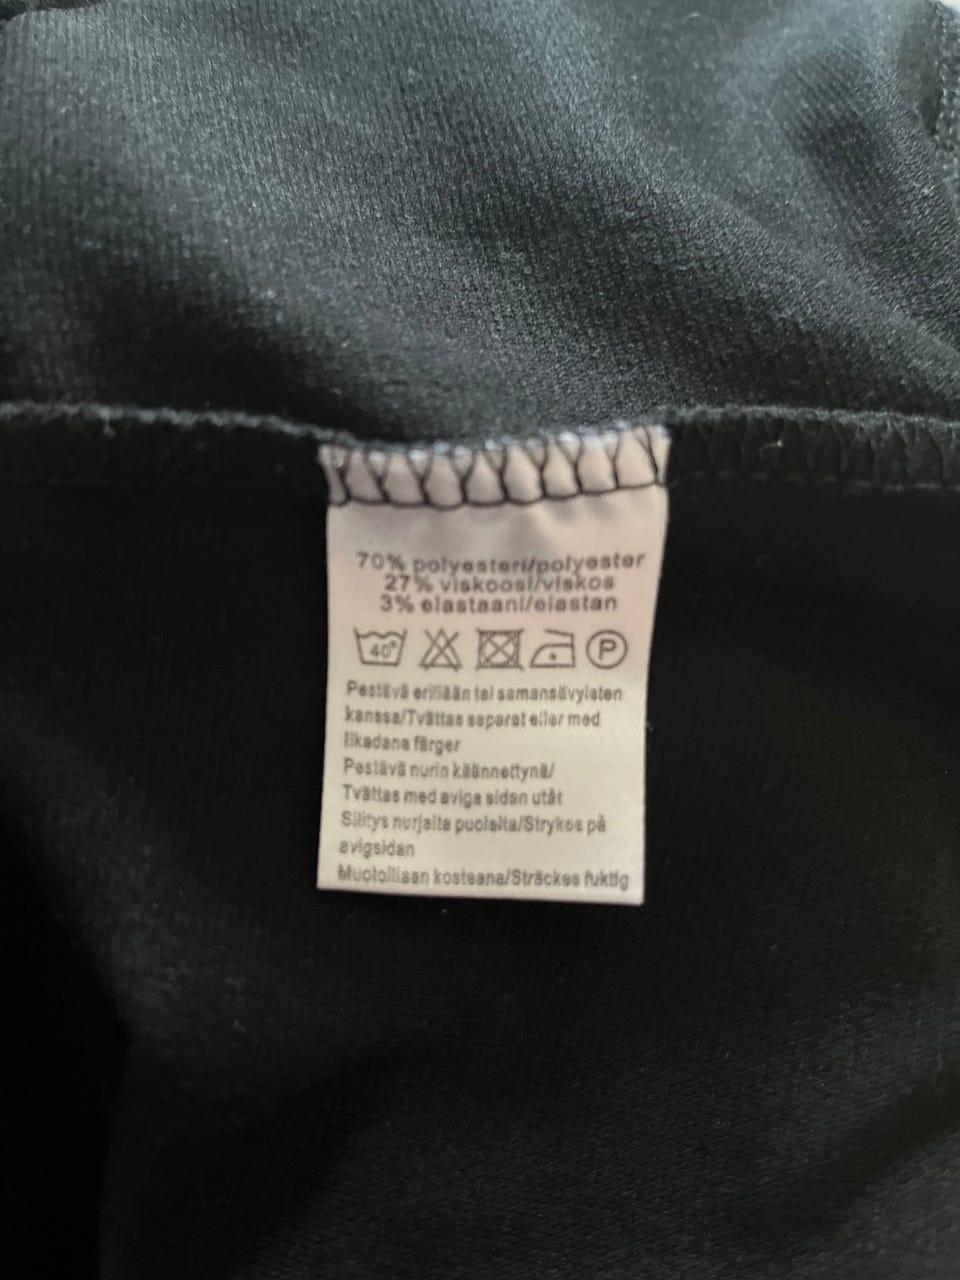 70% polyesteri/polyester
27% viskoosi/viskos
3% elastaani/elastan
40° P
Pestävä erillään tai samansävyisten
kanssa/Tvättas separat eller med
likadana färger
Pestävä nurin käännettynä/
Tvättas med aviga sidan utåt
Silitys nurjalta puolelta/Strykes på
avigsidan
Muotoillaan kosteana/Sträckes fuktig